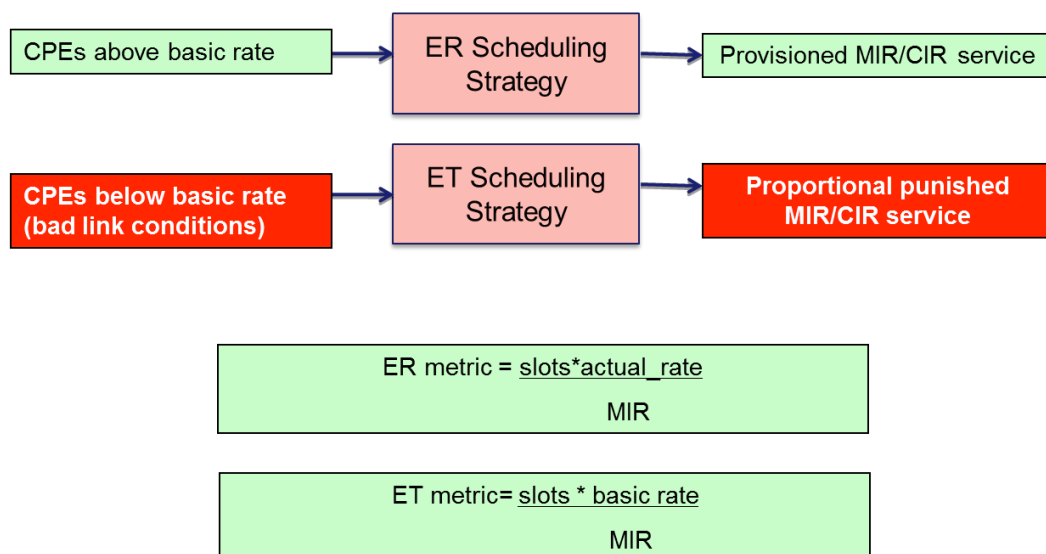 CPEs above basic rate
ER Scheduling
Strategy
Provisioned MIR/CIR service
CPEs below basic rate
(bad link conditions)
ET Scheduling
Strategy
Proportional punished
MIR/CIR service
ER metric = slots*actual_rate
MIR
ET metric= slots * basic rate
MIR